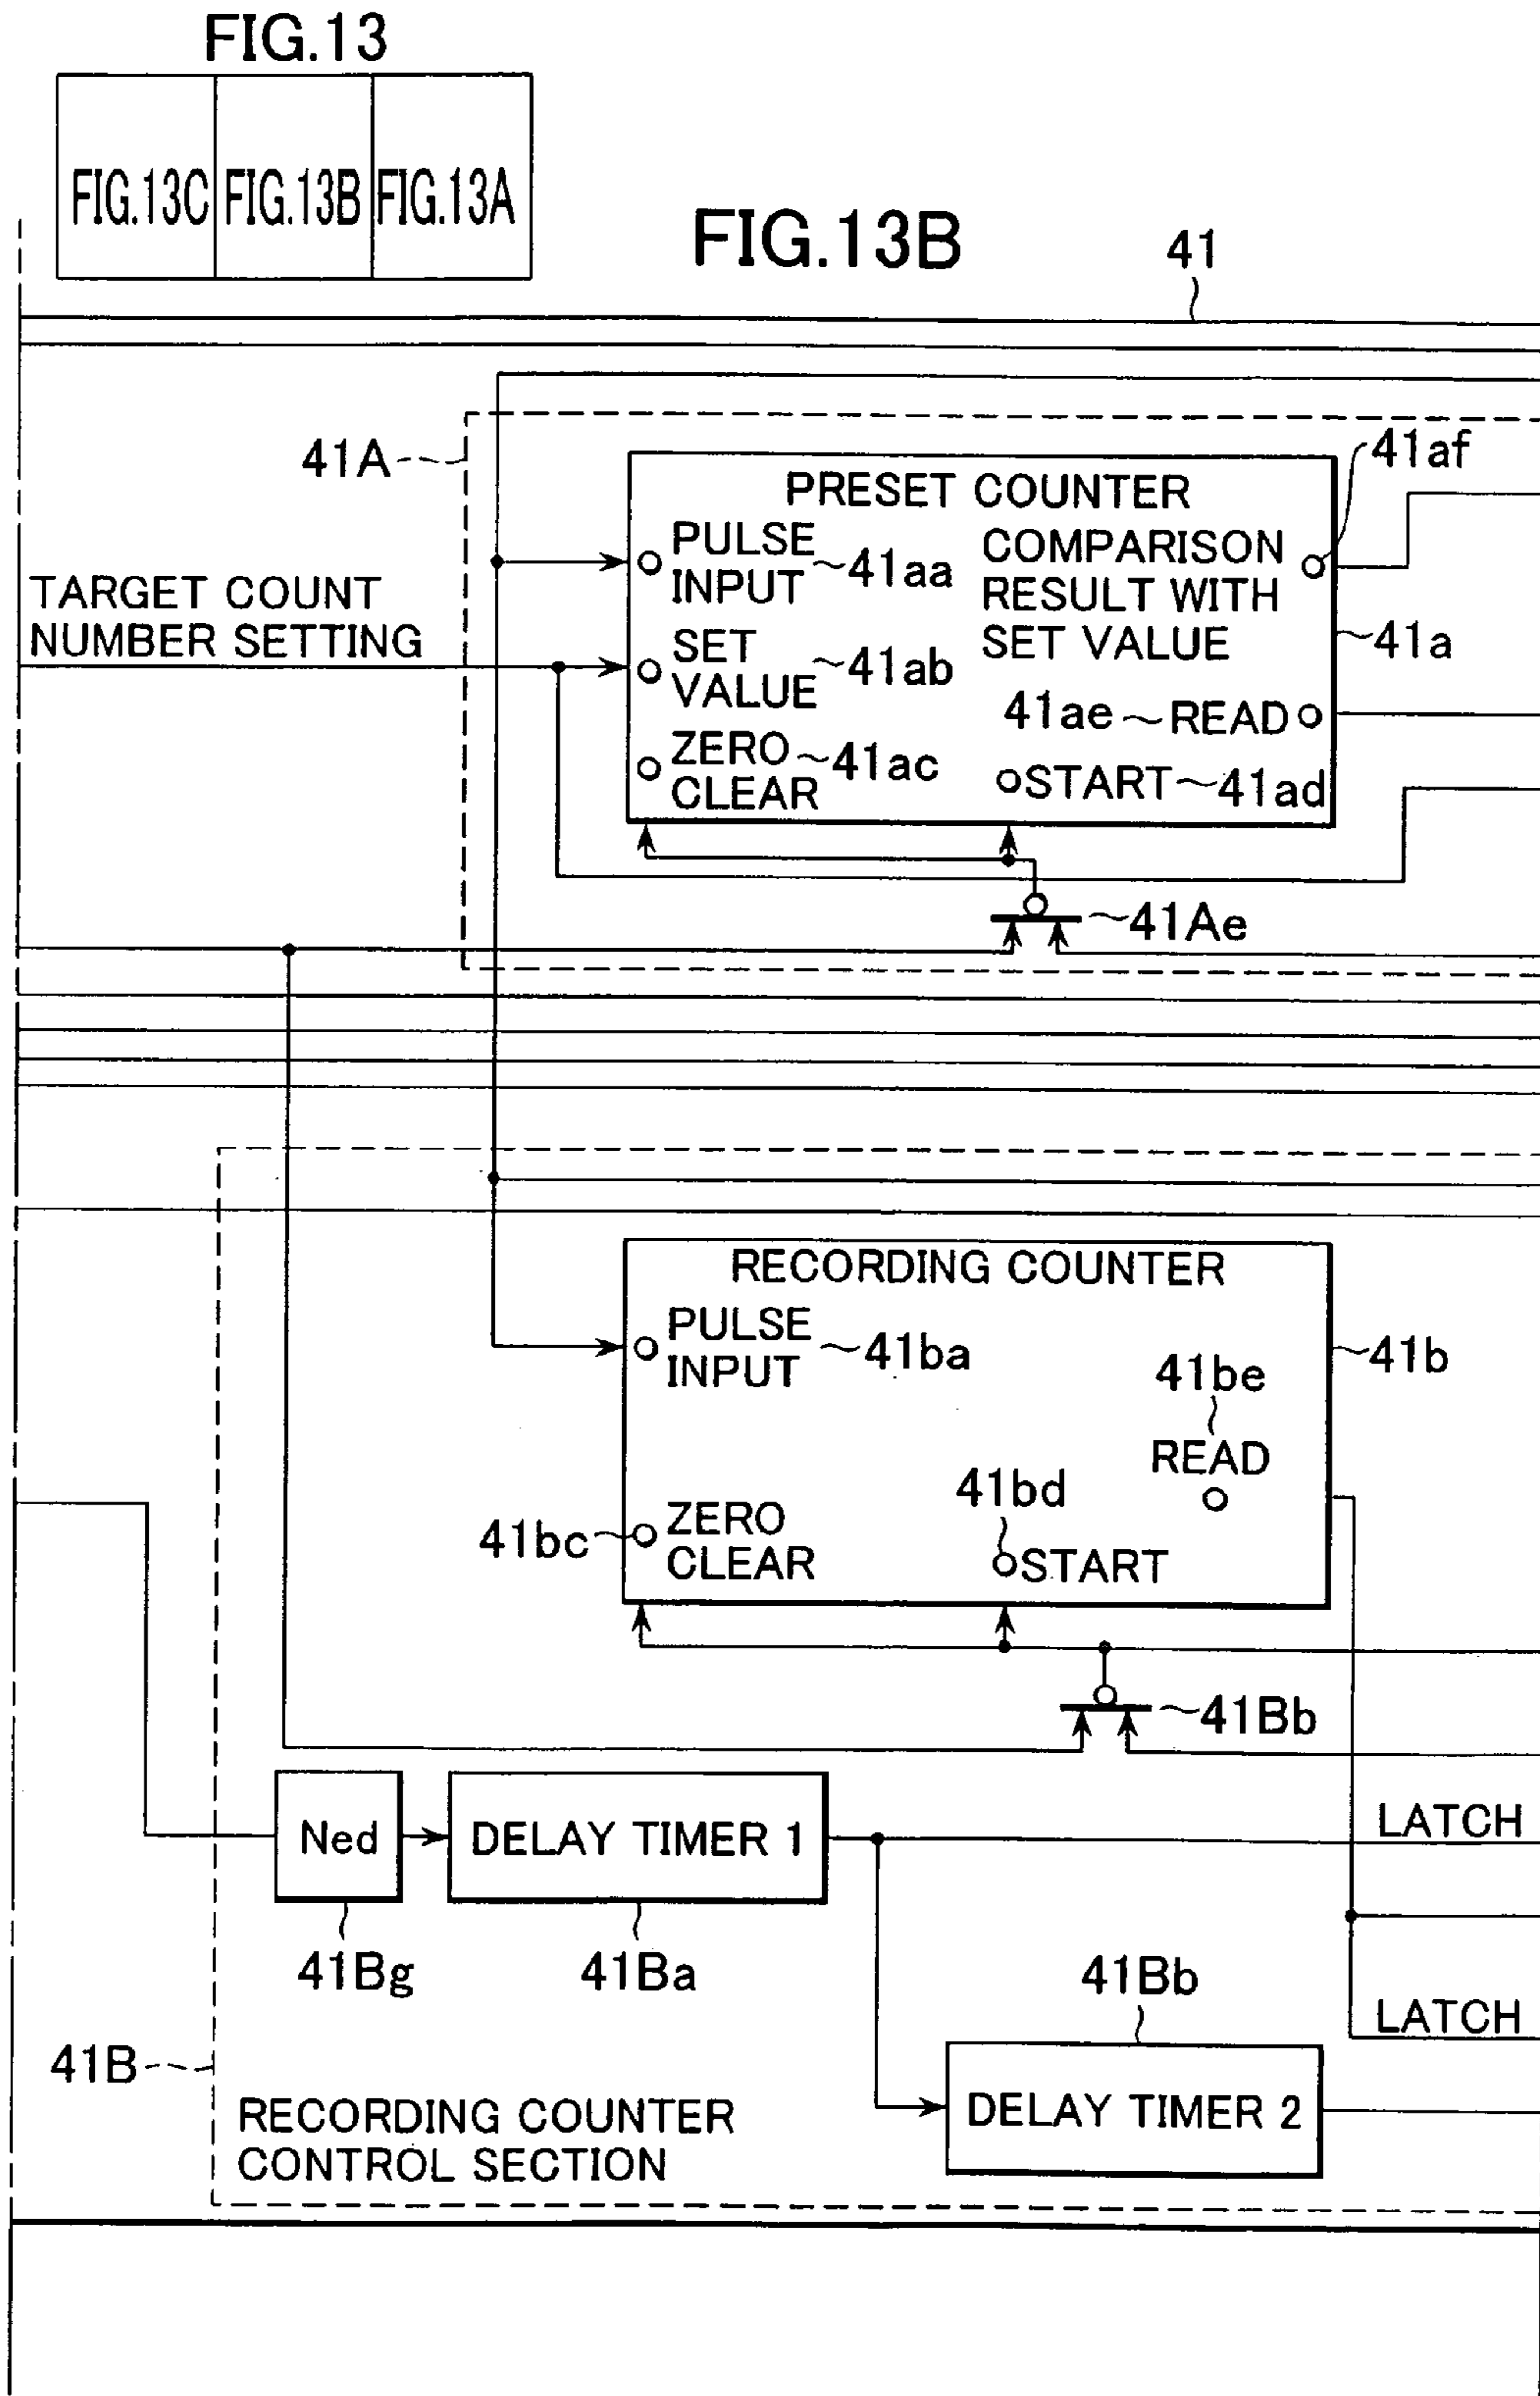 FIG.13
FIG.13C FIG.13B FIG.13A
FIG.13B
41
41A
41af
PRESET COUNTER
PULSE
INPUT
41aa
COMPARISON
RESULT WITH
SET VALUE
41a
TARGET COUNT
NUMBER SETTING
SET
VALUE
41ab
41ae
READ
ZERO
CLEAR
41ac
START
41ad
41Ae
RECORDING COUNTER
PULSE
INPUT
41ba
41b
41be
READ
41bd
41bc
ZERO
CLEAR
START
41Bb
Ned
DELAY TIMER 1
LATCH
41Bg
41Ba
41Bb
LATCH
41B
DELAY TIMER 2
RECORDING COUNTER
CONTROL SECTION